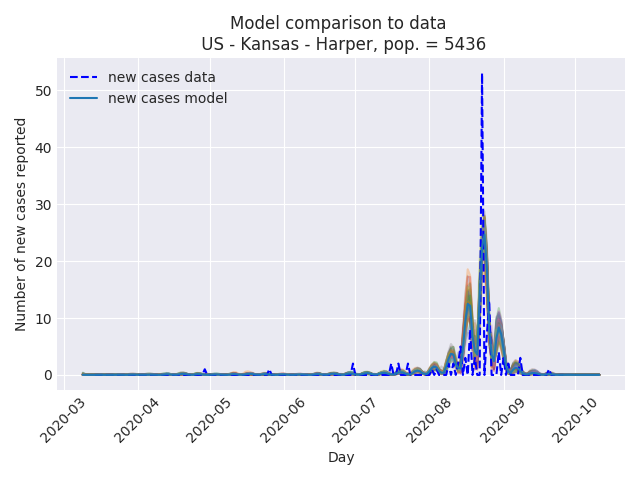 Model comparison to data
US - Kansas - Harper, pop. = 5436
new cases data
new cases model
Number of new cases reported
50
40
30
20
10
0
2020-03
2020-04
2020-05
2020-06
2020-07
2020-08
2020-09
2020-10
Day